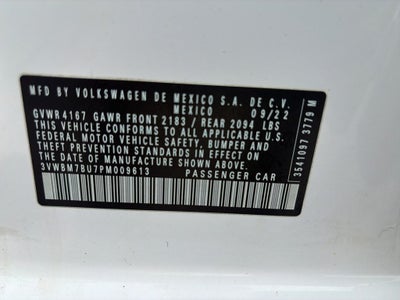 MFD BY VOLKSWAGEN DE MEXICO S.A. DE C.V.
MEXICO 09/22
GVWR 4167 GAWR FRONT 2183 / REAR 2094 LBS
THIS VEHICLE CONFORMS TO ALL APPLICABLE U.S.
FEDERAL MOTOR VEHICLE SAFETY, BUMPER AND
THEFT PREVENTION STANDARDS IN EFFECT
ON THE DATE OF MANUFACTURE SHOWN ABOVE.
3VWBM7BU7PM009613 PASSENGER CAR
3541097 3779 M